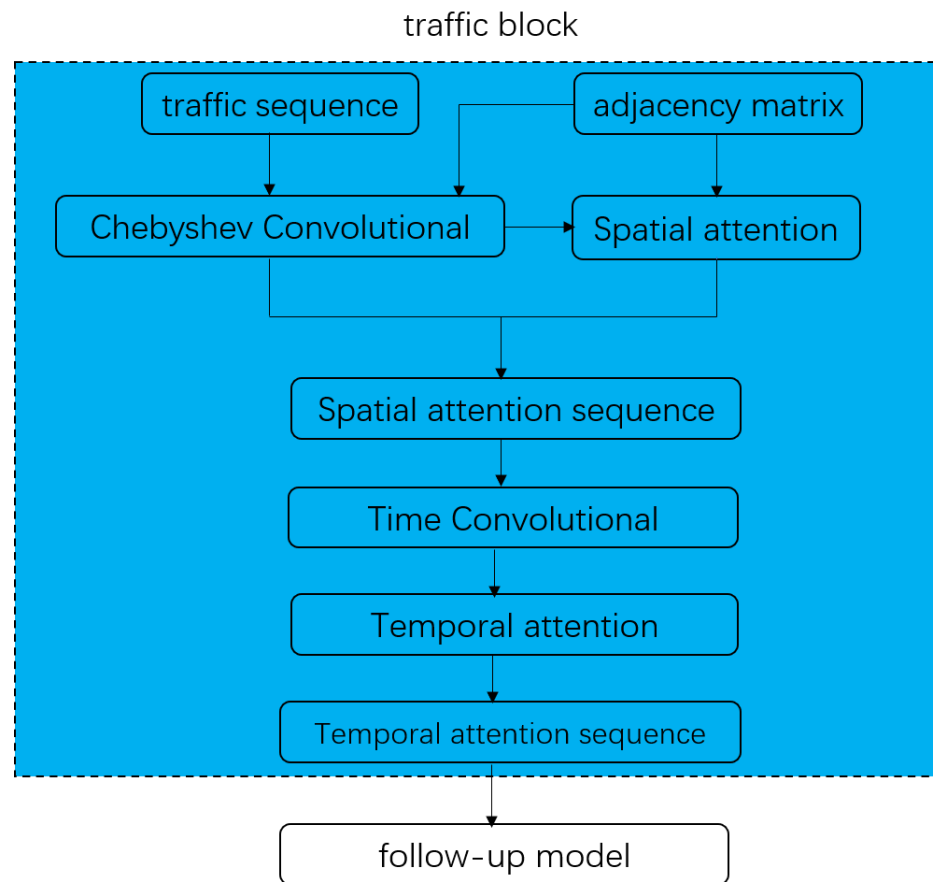 traffic block
traffic sequence
adjacency matrix
Chebyshev Convolutional
Spatial attention
Spatial attention sequence
Time Convolutional
Temporal attention
Temporal attention sequence
follow-up model